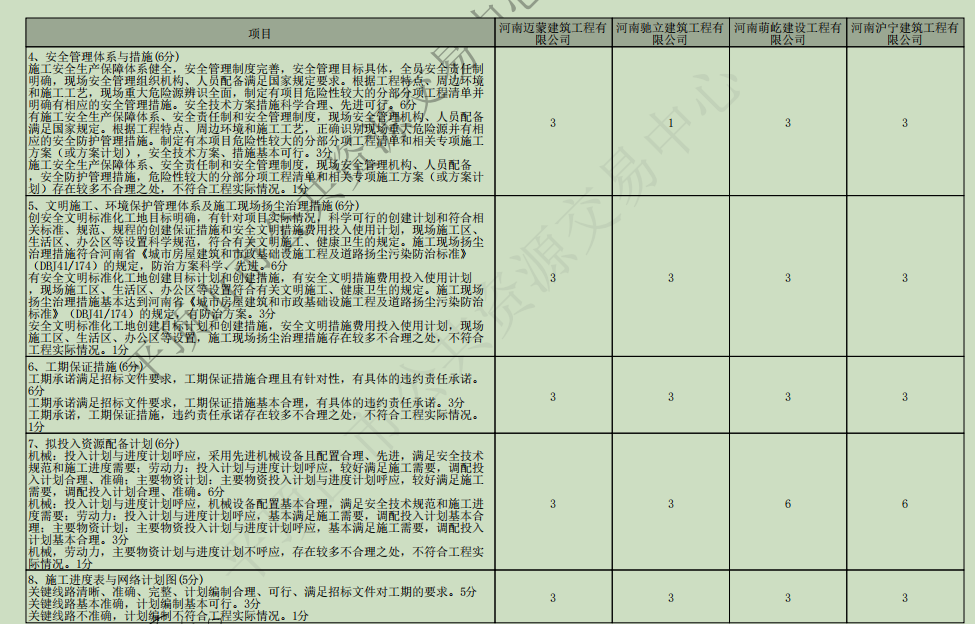 项目
河南迈蒙建筑工程有
限公司
河南驰立建筑工程有
限公司
河南萌屹建设工程有
限公司
河南沪宁建筑工程有
限公司
4、安全管理体系与措施(6分)
施工安全生产保障体系健全，安全管理制度完善，安全管理目标具体，全员安全责任制
明确，现场安全管理组织机构、人员配备满足国家规定要求。根据工程特点、周边环境
和施工工艺，现场重大危险源辨识全面，制定有项目危险性较大的分部分项工程清单并
明确有相应的安全管理措施。安全技术方案措施科学合理、先进可行。6分
有施工安全生产保障体系、安全责任制和安全管理制度，现场安全管理机构、人员配备
满足国家规定。根据工程特点、周边环境和施工工艺，正确识别现场重大危险源并有相
应的安全防护管理措施。制定有本项目危险性较大的分部分项工程清单和相关专项施工
方案（或方案计划），安全技术方案、措施基本可行。3分
施工安全生产保障体系、安全责任制和安全管理制度，现场安全管理机构、人员配备
，安全防护管理措施，危险性较大的分部分项工程清单和相关专项施工方案（或方案计
划）存在较多不合理之处，不符合工程实际情况。1分
3
1
3
3
5、文明施工、环境保护管理体系及施工现场扬尘治理措施(6分)
创安全文明标准化工地目标明确，有针对项目实际情况，科学可行的创建计划和符合相
关标准、规范、规程的创建保证措施和安全文明措施费用投入使用计划，现场施工区、
生活区、办公区等设置科学规范，符合有关文明施工、健康卫生的规定。施工现场扬尘
治理措施符合河南省《城市房屋建筑和市政基础设施工程及道路扬尘污染防治标准》
（DBJ41/174）的规定，防治方案科学、先进。6分
有安全文明标准化工地创建目标计划和创建措施，有安全文明措施费用投入使用计划
，现场施工区、生活区、办公区等设置符合有关文明施工、健康卫生的规定。施工现场
扬尘治理措施基本达到河南省《城市房屋建筑和市政基础设施工程及道路扬尘污染防治
标准》（DBJ41/174）的规定，有防治方案。3分
安全文明标准化工地创建目标计划和创建措施，安全文明措施费用投入使用计划，现场
施工区、生活区、办公区等设置，施工现场扬尘治理措施存在较多不合理之处，不符合
工程实际情况。1分
3
3
3
3
6、工期保证措施(6分)
工期承诺满足招标文件要求，工期保证措施合理且有针对性，有具体的违约责任承诺。
6分
工期承诺满足招标文件要求，工期保证措施基本合理，有具体的违约责任承诺。3分
工期承诺，工期保证措施，违约责任承诺存在较多不合理之处，不符合工程实际情况。
1分
3
3
3
3
7、拟投入资源配备计划(6分)
机械：投入计划与进度计划呼应，采用先进机械设备且配置合理、先进，满足安全技术
规范和施工进度需要；劳动力：投入计划与进度计划呼应，较好满足施工需要，调配投
入计划合理、准确；主要物资计划：主要物资投入计划与进度计划呼应，较好满足施工
需要，调配投入计划合理、准确。6分
机械：投入计划与进度计划呼应，机械设备配置基本合理，满足安全技术规范和施工进
度需要；劳动力：投入计划与进度计划呼应，基本满足施工需要，调配投入计划基本合
理；主要物资计划：主要物资投入计划与进度计划呼应，基本满足施工需要，调配投入
计划基本合理。3分
机械，劳动力，主要物资计划与进度计划不呼应，存在较多不合理之处，不符合工程实
际情况。1分
3
3
6
6
8、施工进度表与网络计划图(5分)
关键线路清晰、准确、完整、计划编制合理、可行、满足招标文件对工期的要求。5分
关键线路基本准确，计划编制基本可行。3分
关键线路不准确，计划编制不符合工程实际情况。1分
3
3
3
3
平顶山市公共资源交易中心
平顶山市公共资源交易中心